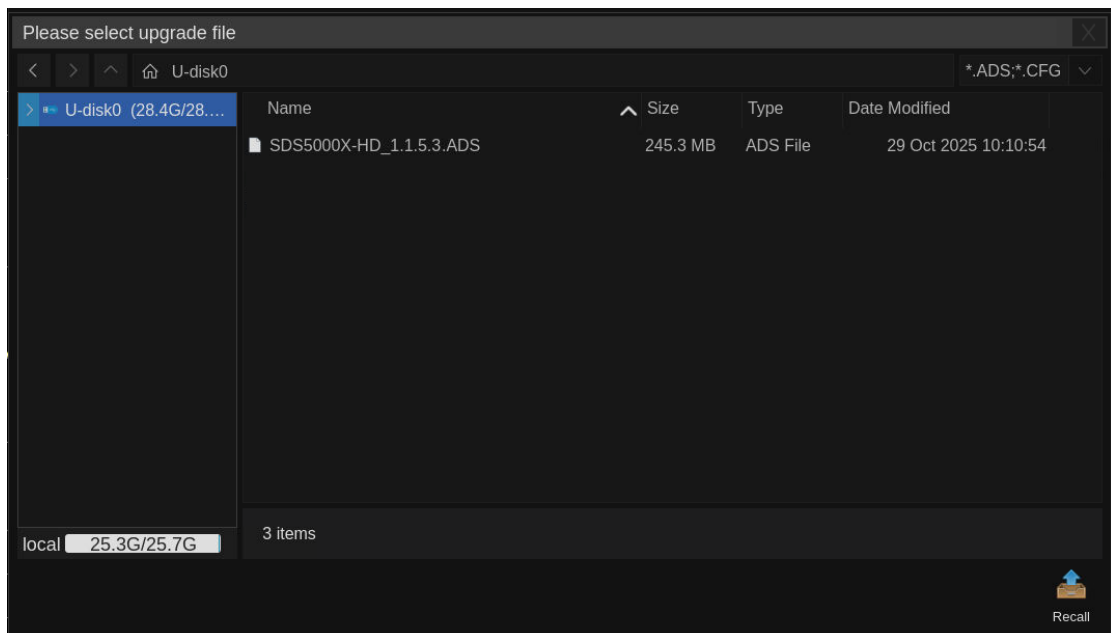 Please select upgrade file X
U-disk0 *.ADS;*.CFG
U-disk0 (28.4G/28.... Name Size Type Date Modified
SDS5000X-HD_1.1.5.3.ADS 245.3 MB ADS File 29 Oct 2025 10:10:54
3 items
local 25.3G/25.7G
Recall